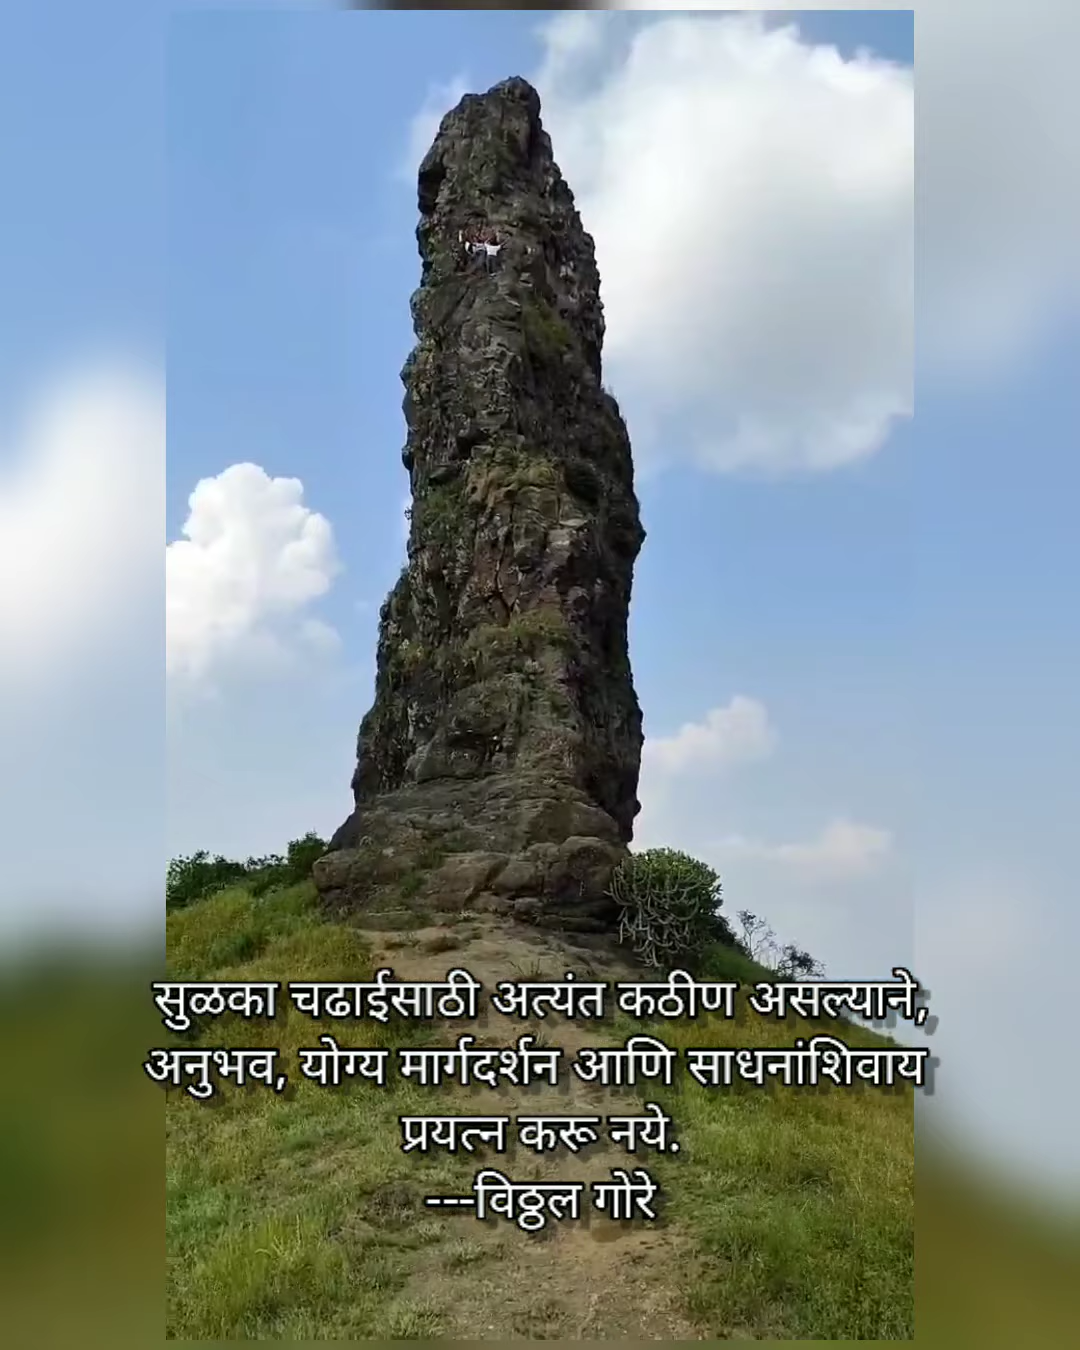 सुळका चढाईसाठी अत्यंत कठीण असल्याने,
अनुभव, योग्य मार्गदर्शन आणि साधनांशिवाय
प्रयत्न करू नये.
---विठ्ठल गोरे